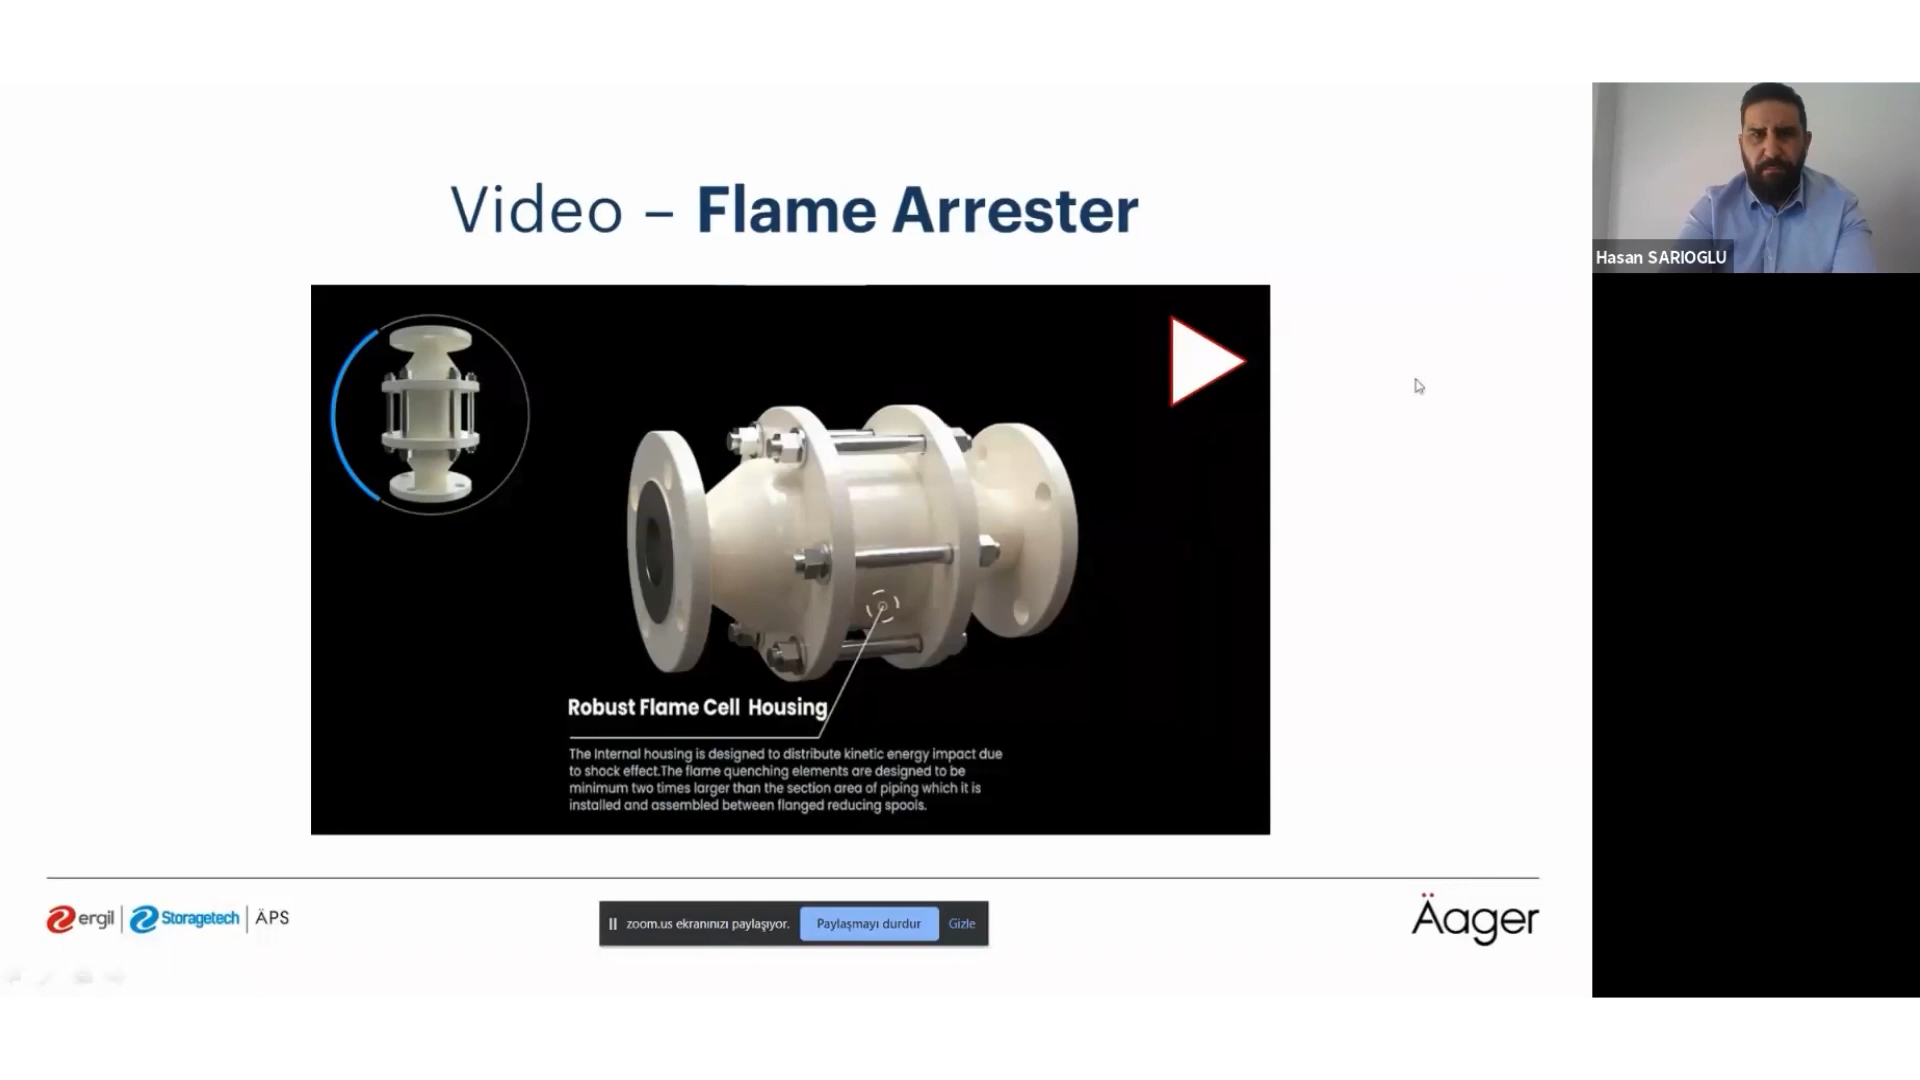 Video – Flame Arrester
Hasan SARIOGLU
Robust Flame Cell Housing
The Internal housing is designed to distribute kinetic energy impact due
to shock effect.The flame quenching elements are designed to be
minimum two times larger than the section area of piping which it is
installed and assembled between flanged reducing spools.
ergil | Storagetech | ÄPS
zoom.us ekranınızı paylaşıyor. Paylaşmayı durdur Gizle
Äager